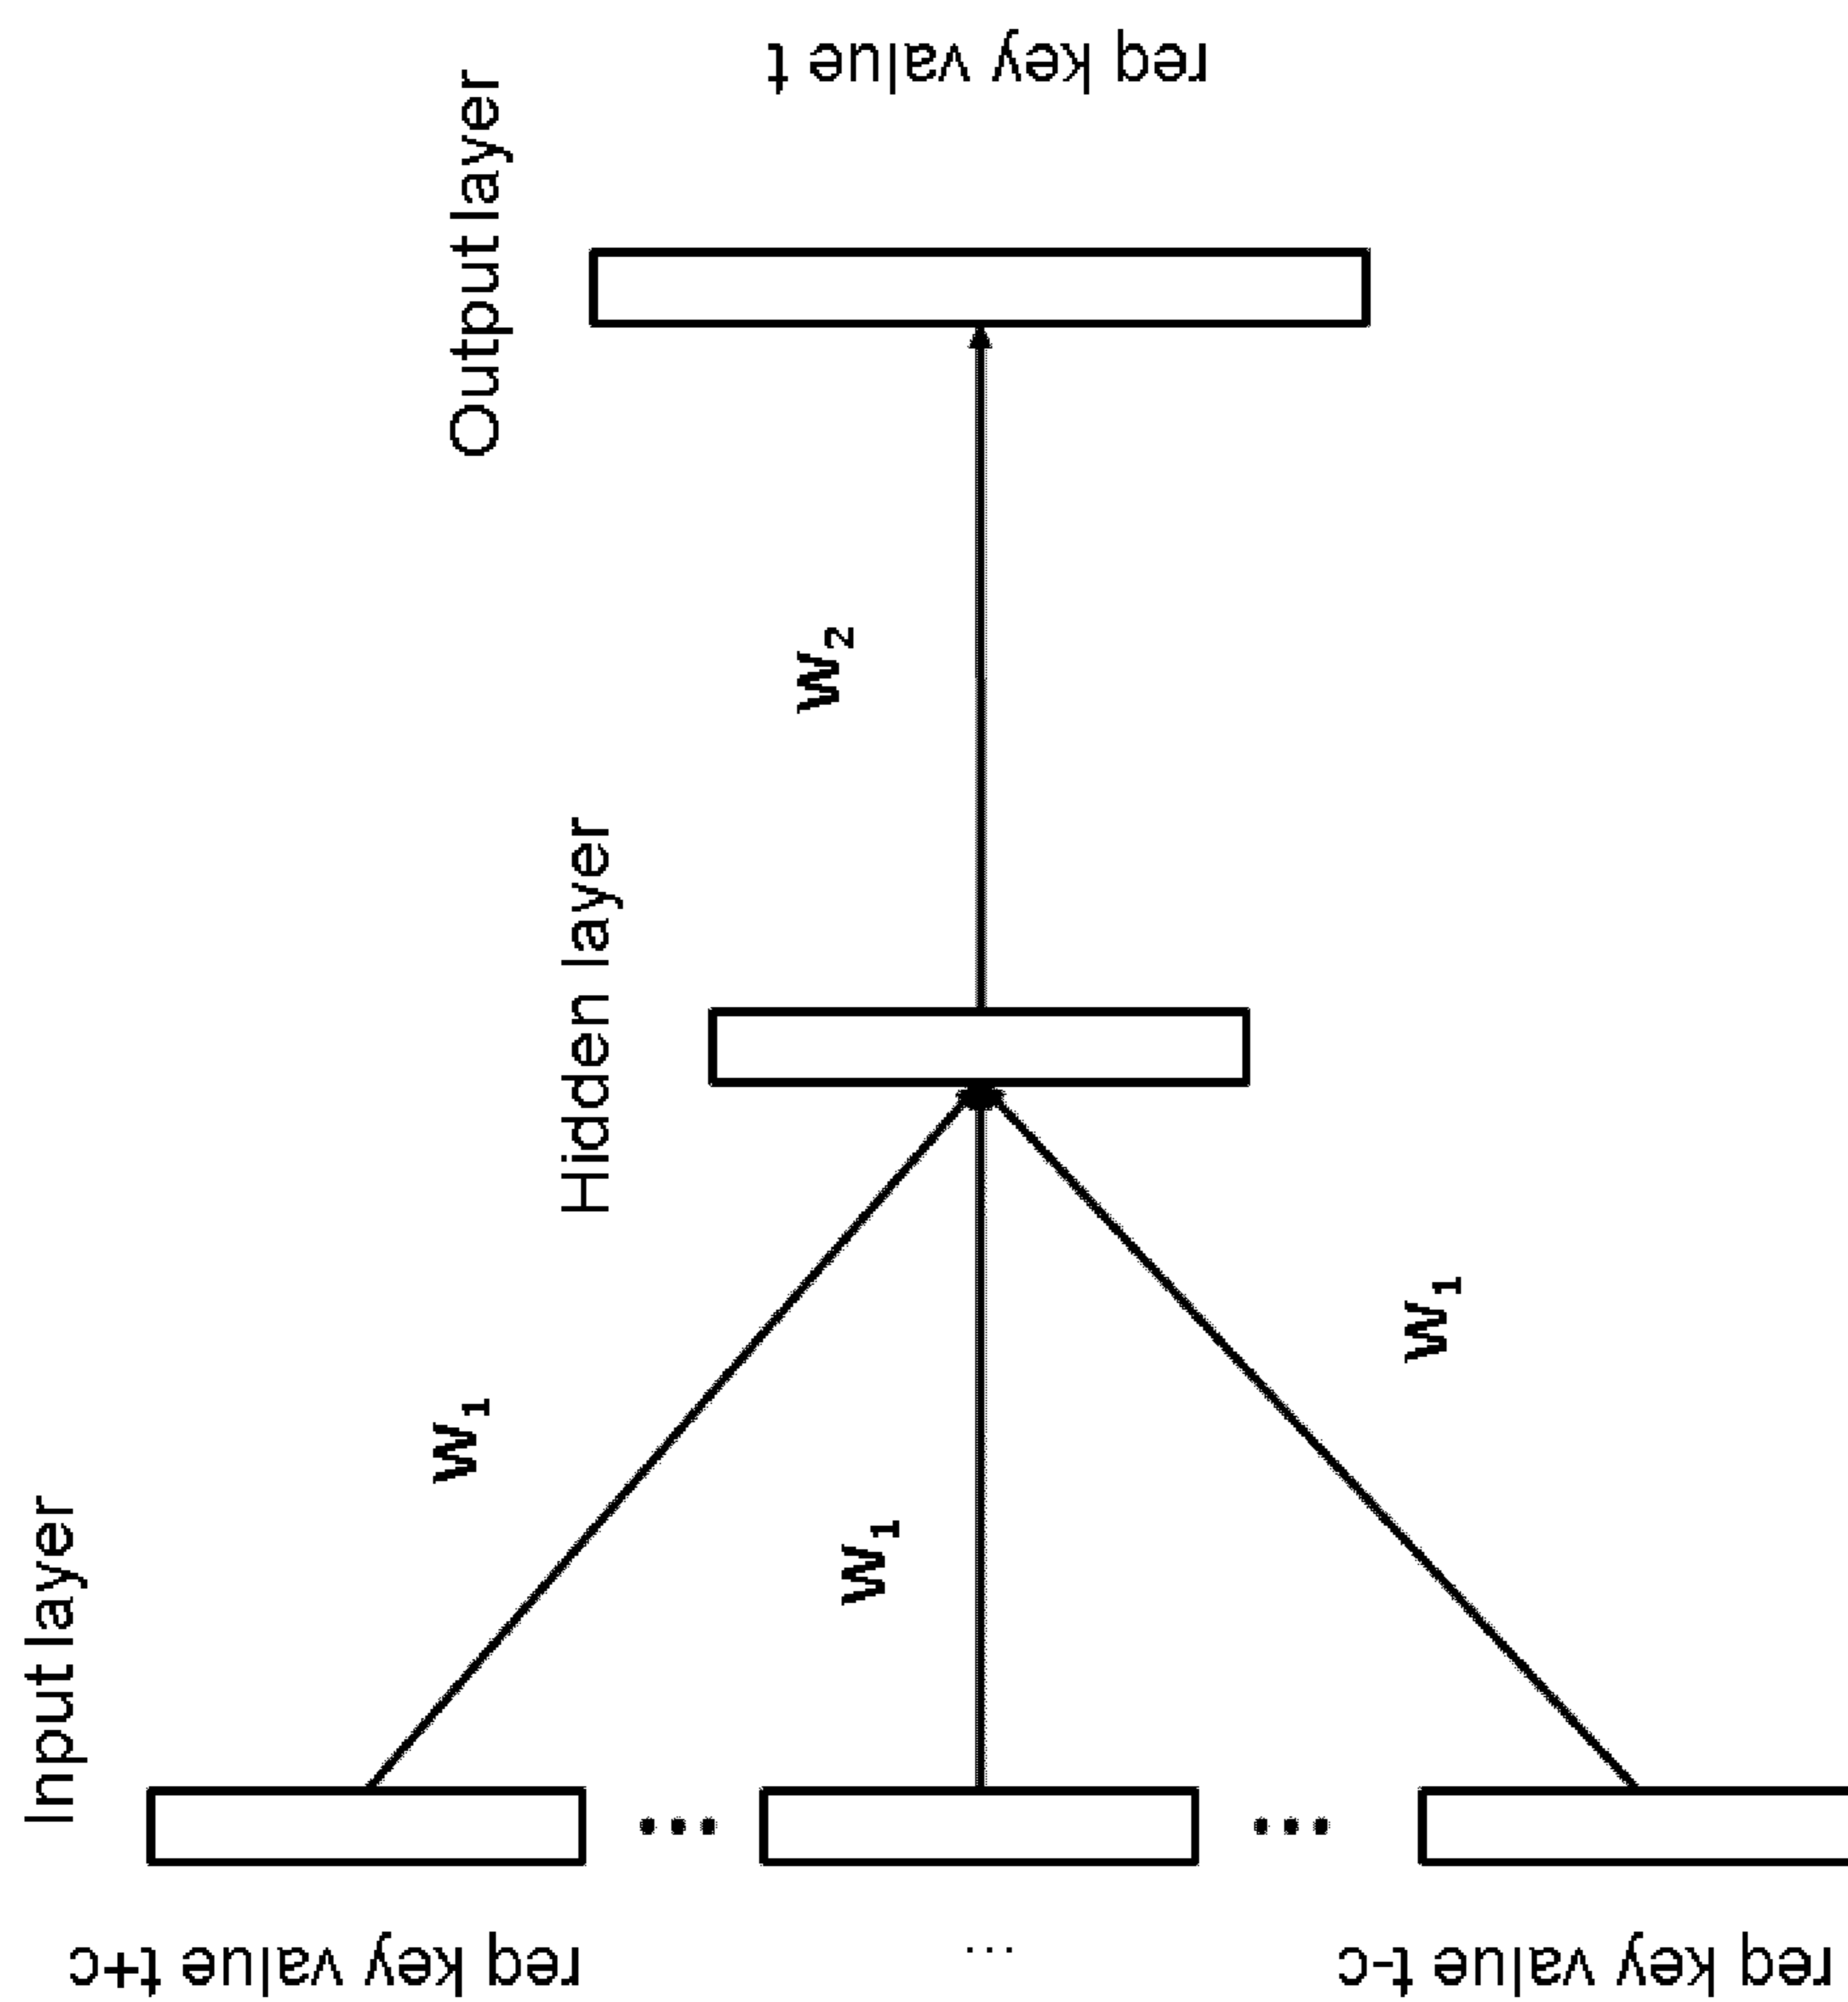 req key value t
Output layer
W2
Hidden layer
W1
W1
W1
Input layer
req key value t+c
...
req key value t-c